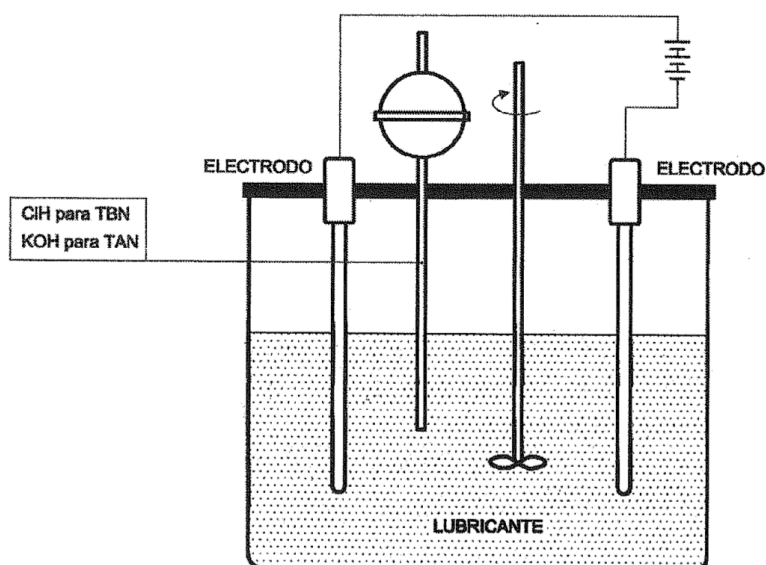 ELECTRODO
ELECTRODO
ClH para TBN
KOH para TAN
LUBRICANTE